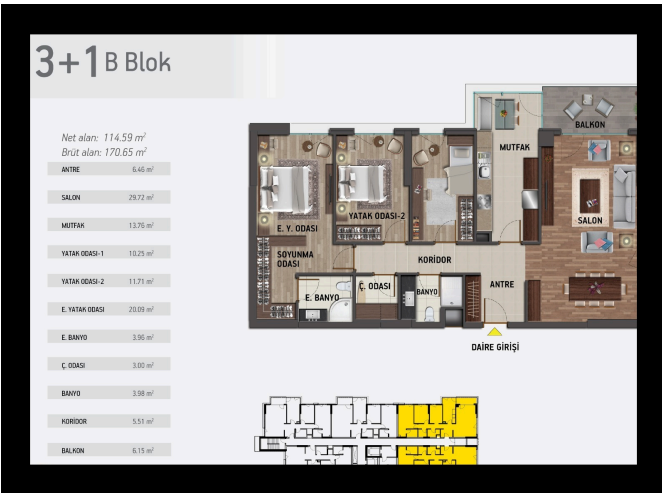 3+1 B Blok
Net alan: 114.59 m²
Brüt alan: 170.65 m²
ANTRE 6.46 m²
SALON 29.72 m²
MUTFAK 13.76 m²
YATAK ODASI-1 10.25 m²
YATAK ODASI-2 11.71 m²
E. YATAK ODASI 20.09 m²
E. BANYO 3.96 m²
Ç. ODASI 3.00 m²
BANYO 3.98 m²
KORİDOR 5.51 m²
BALKON 6.15 m²
BALKON
MUTFAK
YATAK ODASI-2
SALON
E. Y. ODASI
SOYUNMA
ODASI
KORİDOR
Ç. ODASI
ANTRE
E. BANYO
BANYO
DAİRE GİRİŞİ